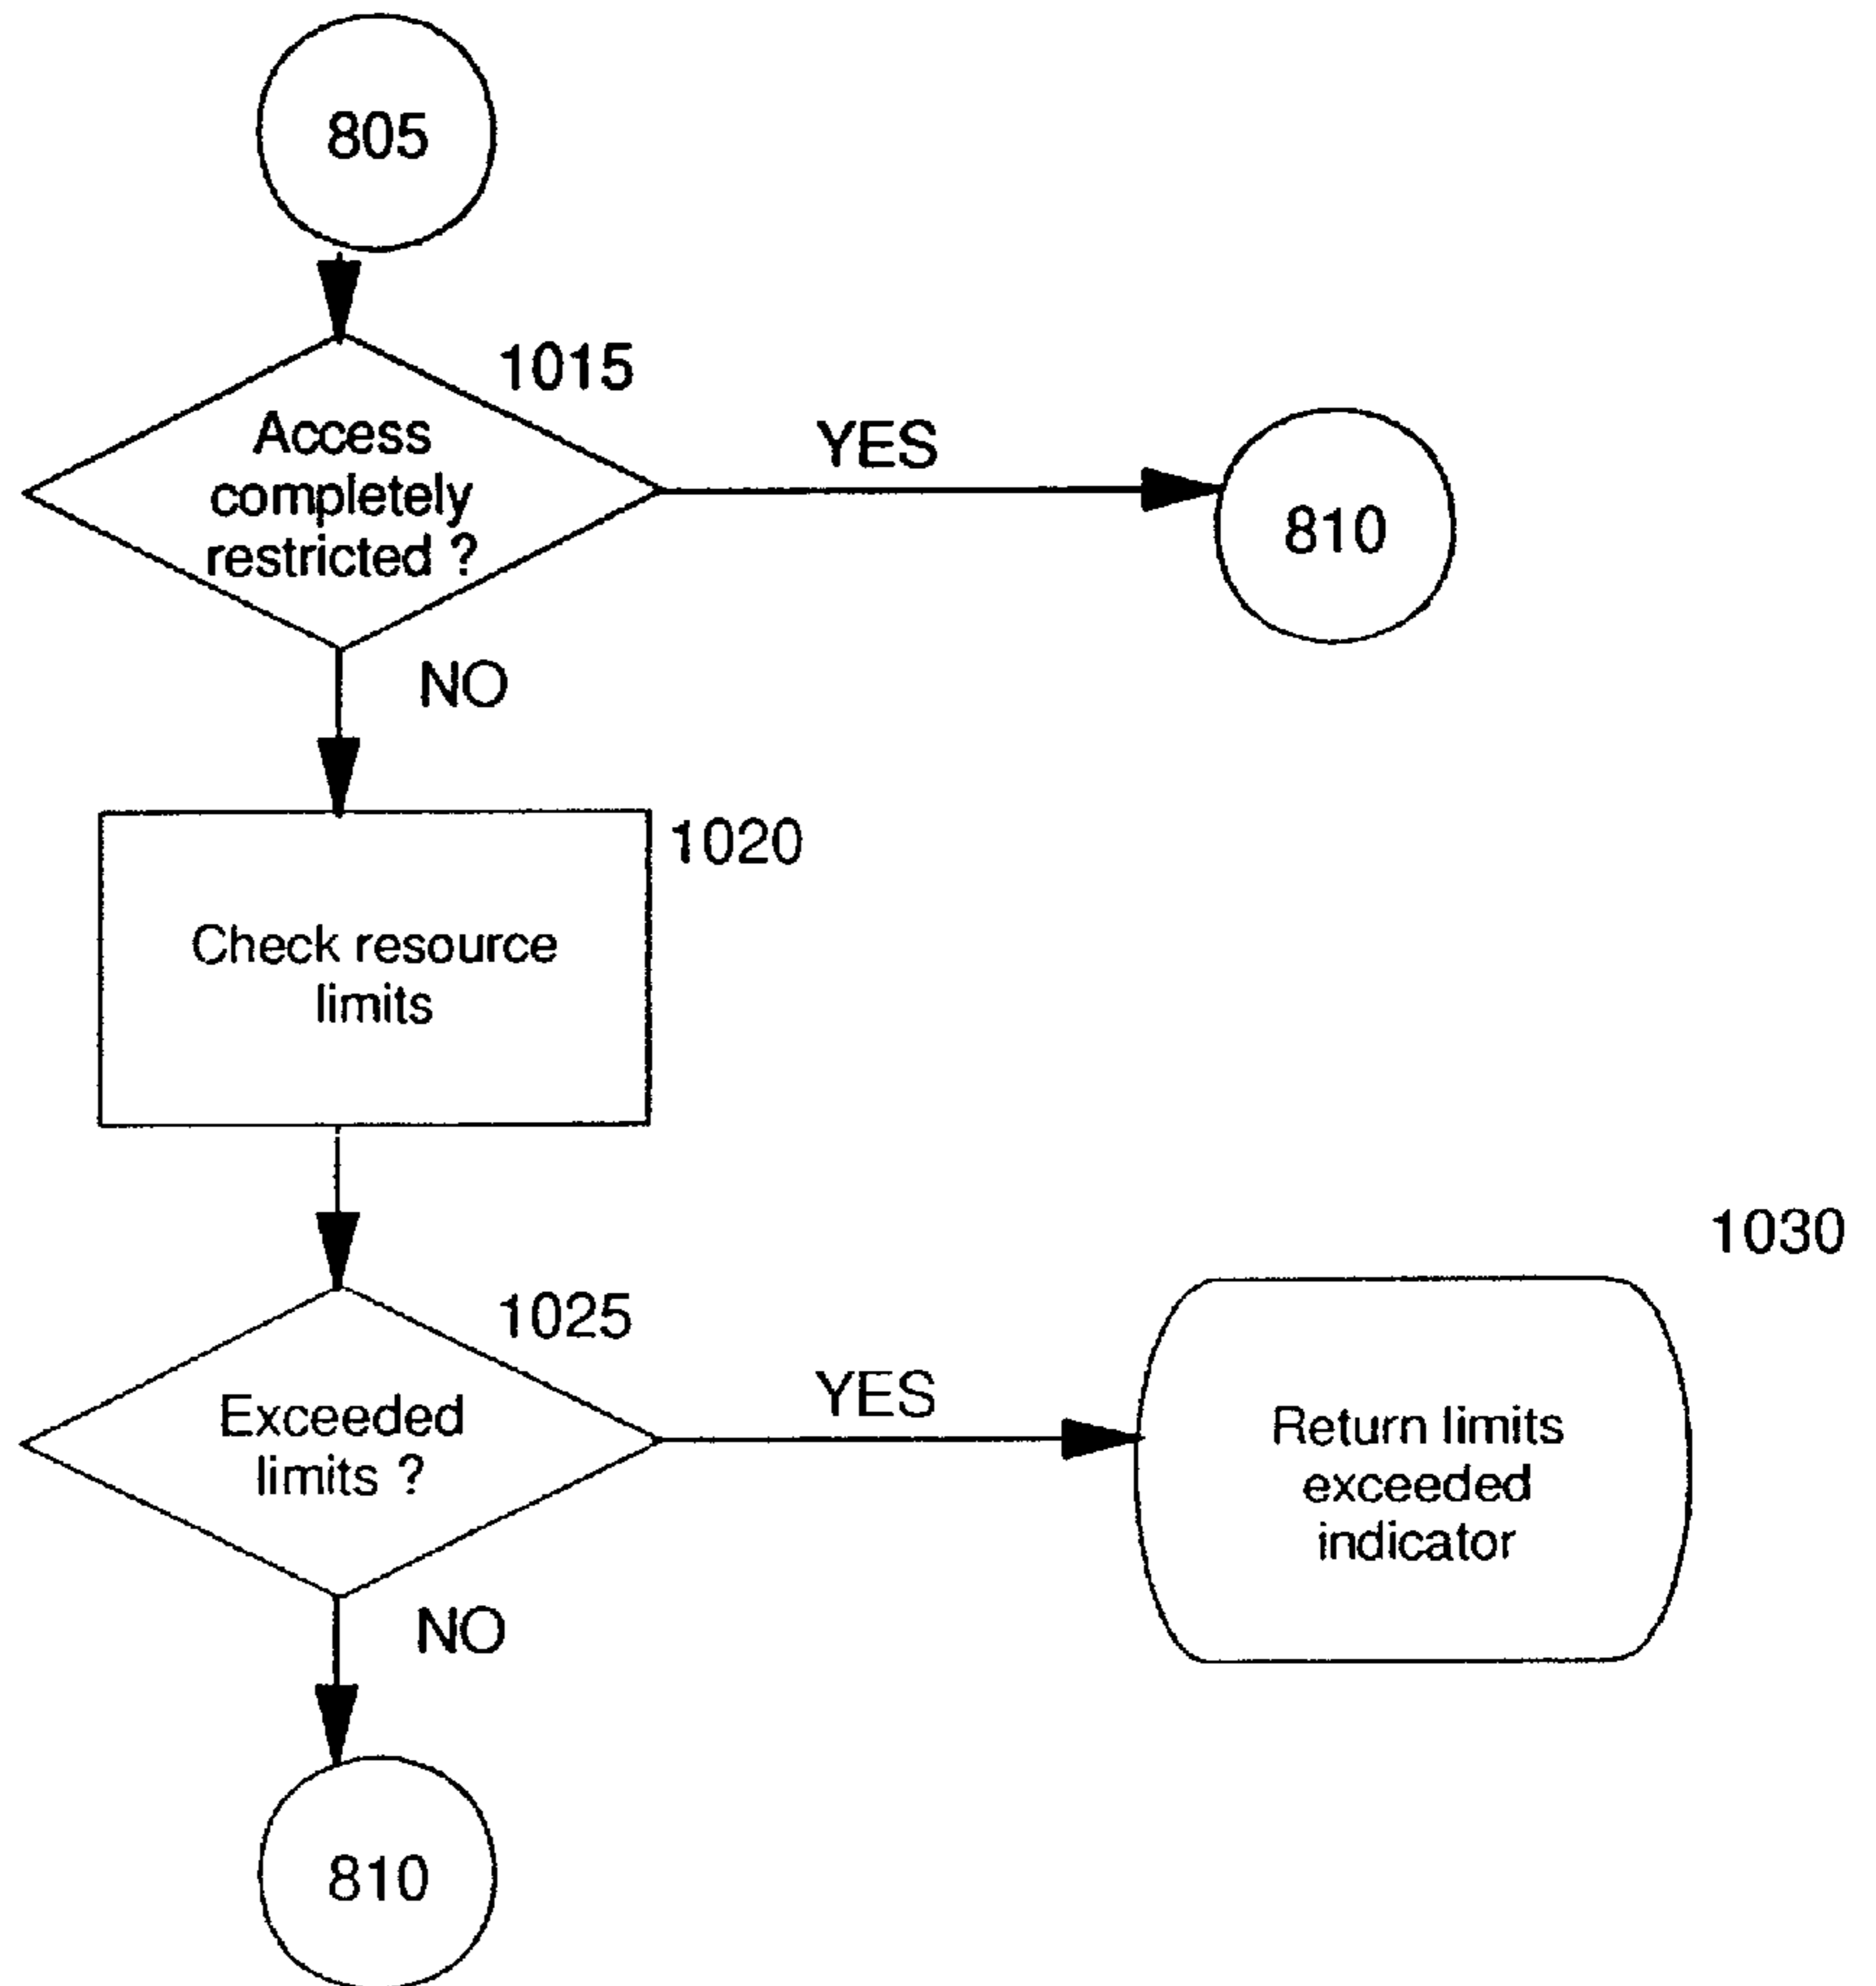 805
1015
Access
completely
restricted ?
YES
810
NO
1020
Check resource
limits
1030
1025
Exceeded
limits ?
YES
Return limits
exceeded
indicator
NO
810